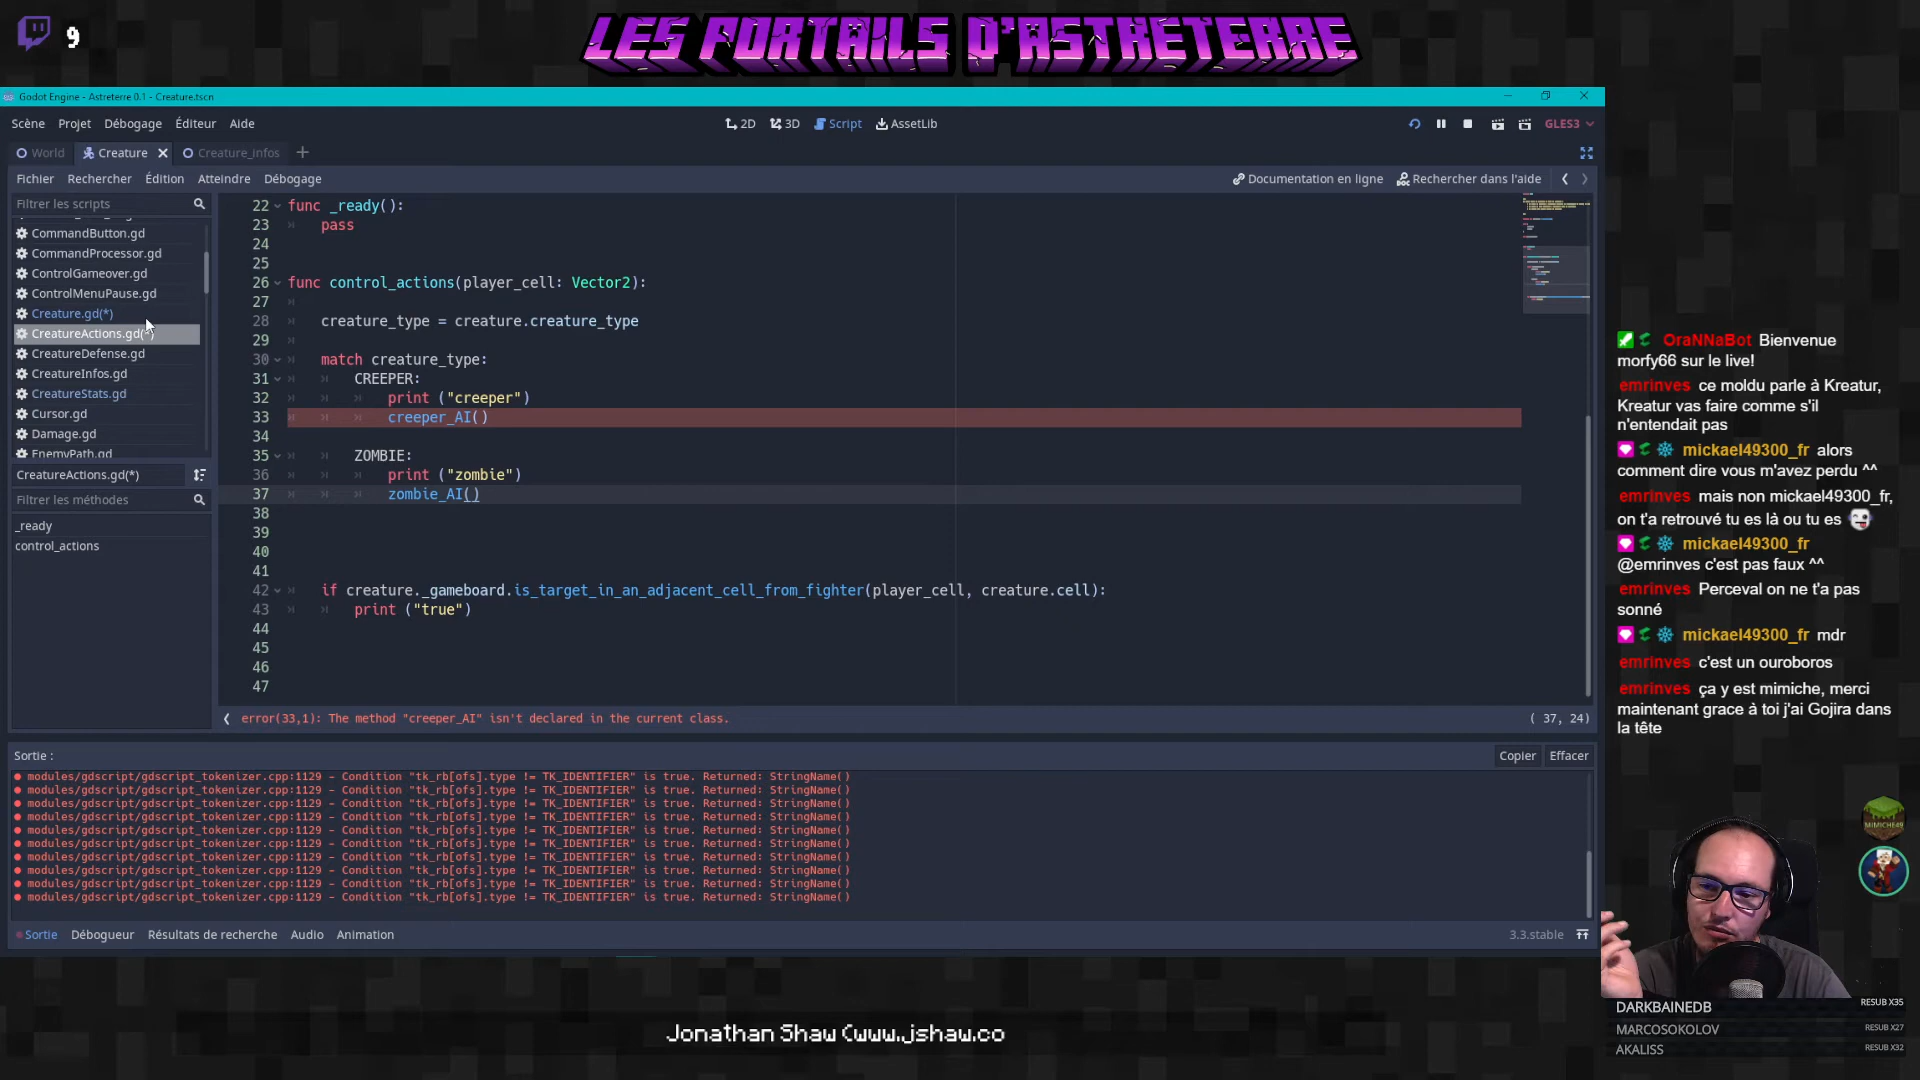 9
LES PORTAILS D'ASTRETERRE
Godot Engine - Astreterre 0.1 - Creature.tscn
Scène Projet Débogage Éditeur Aide
2D 3D Script AssetLib
GLES3
World Creature Creature_infos
Fichier Rechercher Édition Atteindre Débogage
Documentation en ligne Rechercher dans l'aide
Filtrer les scripts
CommandButton.gd
CommandProcessor.gd
ControlGameover.gd
ControlMenuPause.gd
Creature.gd(*)
CreatureActions.gd(*)
CreatureDefense.gd
CreatureInfos.gd
CreatureStats.gd
Cursor.gd
Damage.gd
EnemyPath.gd
CreatureActions.gd(*)
Filtrer les méthodes
_ready
control_actions
22 func _ready():
23 pass
24
25
26 func control_actions(player_cell: Vector2):
27
28 creature_type = creature.creature_type
29
30 match creature_type:
31 CREEPER:
32 print ("creeper")
33 creeper_AI()
34
35 ZOMBIE:
36 print ("zombie")
37 zombie_AI()
38
39
40
41
42 if creature._gameboard.is_target_in_an_adjacent_cell_from_fighter(player_cell, creature.cell):
43 print ("true")
44
45
46
47
error(33,1): The method "creeper_AI" isn't declared in the current class.
( 37, 24)
Sortie :
Copier Effacer
modules/gdscript/gdscript_tokenizer.cpp:1129 - Condition "tk_rb[ofs].type != TK_IDENTIFIER" is true. Returned: StringName()
modules/gdscript/gdscript_tokenizer.cpp:1129 - Condition "tk_rb[ofs].type != TK_IDENTIFIER" is true. Returned: StringName()
modules/gdscript/gdscript_tokenizer.cpp:1129 - Condition "tk_rb[ofs].type != TK_IDENTIFIER" is true. Returned: StringName()
modules/gdscript/gdscript_tokenizer.cpp:1129 - Condition "tk_rb[ofs].type != TK_IDENTIFIER" is true. Returned: StringName()
modules/gdscript/gdscript_tokenizer.cpp:1129 - Condition "tk_rb[ofs].type != TK_IDENTIFIER" is true. Returned: StringName()
modules/gdscript/gdscript_tokenizer.cpp:1129 - Condition "tk_rb[ofs].type != TK_IDENTIFIER" is true. Returned: StringName()
modules/gdscript/gdscript_tokenizer.cpp:1129 - Condition "tk_rb[ofs].type != TK_IDENTIFIER" is true. Returned: StringName()
modules/gdscript/gdscript_tokenizer.cpp:1129 - Condition "tk_rb[ofs].type != TK_IDENTIFIER" is true. Returned: StringName()
modules/gdscript/gdscript_tokenizer.cpp:1129 - Condition "tk_rb[ofs].type != TK_IDENTIFIER" is true. Returned: StringName()
modules/gdscript/gdscript_tokenizer.cpp:1129 - Condition "tk_rb[ofs].type != TK_IDENTIFIER" is true. Returned: StringName()
Sortie Débogueur Résultats de recherche Audio Animation
3.3.stable
OraNNaBot Bienvenue
morfy66 sur le live!
emrinves ce moldu parle à Kreatur,
Kreatur vas faire comme s'il
n'entendait pas
mickael49300_fr alors
comment dire vous m'avez perdu ^^
emrinves mais non mickael49300_fr,
on t'a retrouvé tu es là ou tu es
mickael49300_fr
@emrinves c'est pas faux ^^
emrinves Perceval on ne t'a pas
sonné
mickael49300_fr mdr
emrinves c'est un ouroboros
emrinves ça y est mimiche, merci
maintenant grace à toi j'ai Gojira dans
la tête
MIMICHE49
DARKBAINEDB RESUB X35
MARCOSOKOLOV RESUB X27
AKALISS RESUB X32
Jonathan Shaw (www.jshaw.co